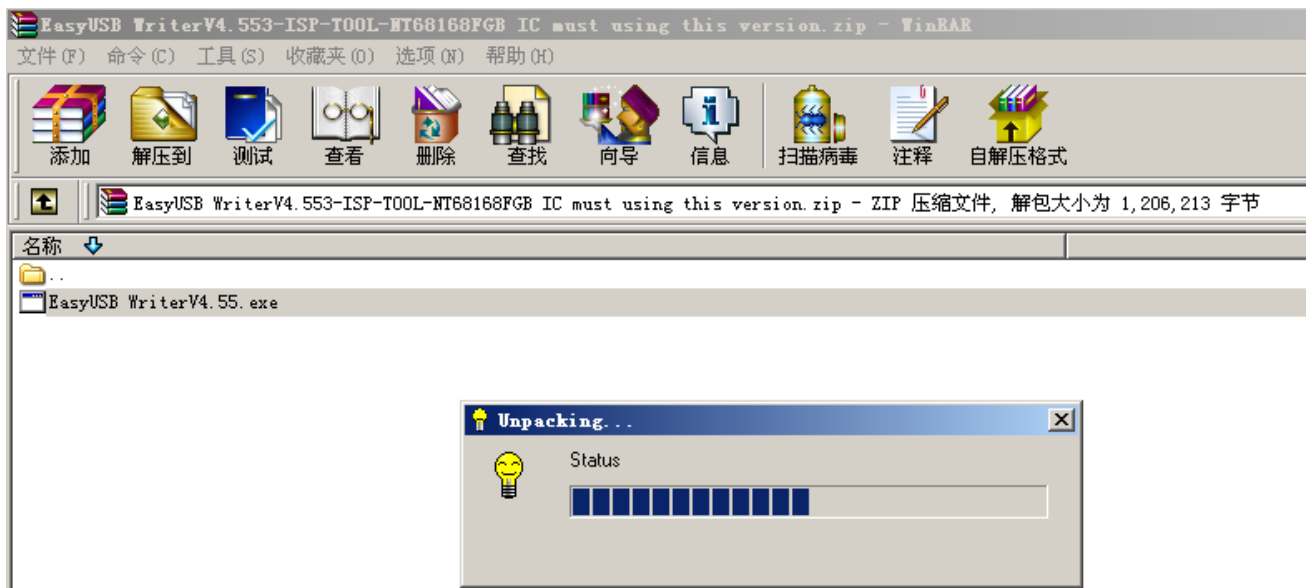 EasyUSB WriterV4.553-ISP-TOOL-NT68168FGB IC must using this version.zip - WinRAR
文件(F) 命令(C) 工具(S) 收藏夹(O) 选项(N) 帮助(H)
添加 解压到 测试 查看 删除 查找 向导 信息 扫描病毒 注释 自解压格式
EasyUSB WriterV4.553-ISP-TOOL-NT68168FGB IC must using this version.zip - ZIP 压缩文件, 解包大小为 1,206,213 字节
名称
..
EasyUSB WriterV4.55.exe
Unpacking...
Status